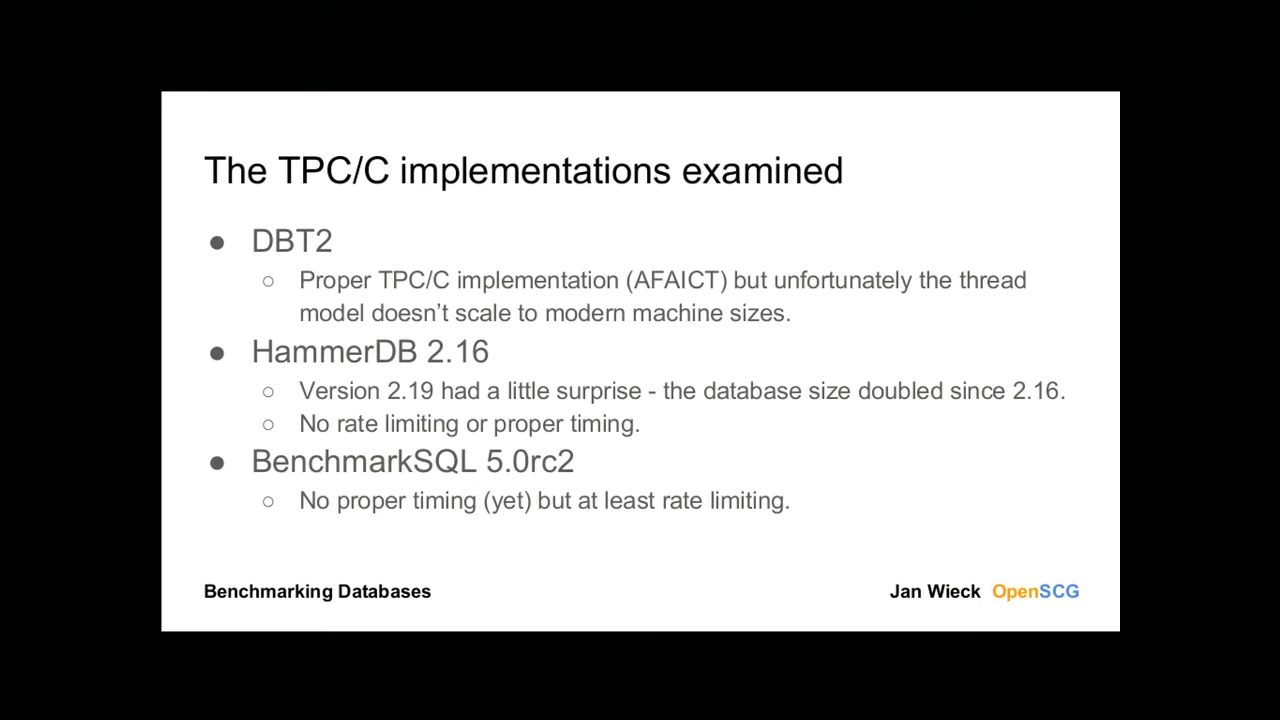 The TPC/C implementations examined
● DBT2
○ Proper TPC/C implementation (AFAICT) but unfortunately the thread
model doesn’t scale to modern machine sizes.
● HammerDB 2.16
○ Version 2.19 had a little surprise - the database size doubled since 2.16.
○ No rate limiting or proper timing.
● BenchmarkSQL 5.0rc2
○ No proper timing (yet) but at least rate limiting.
Benchmarking Databases
Jan Wieck OpenSCG